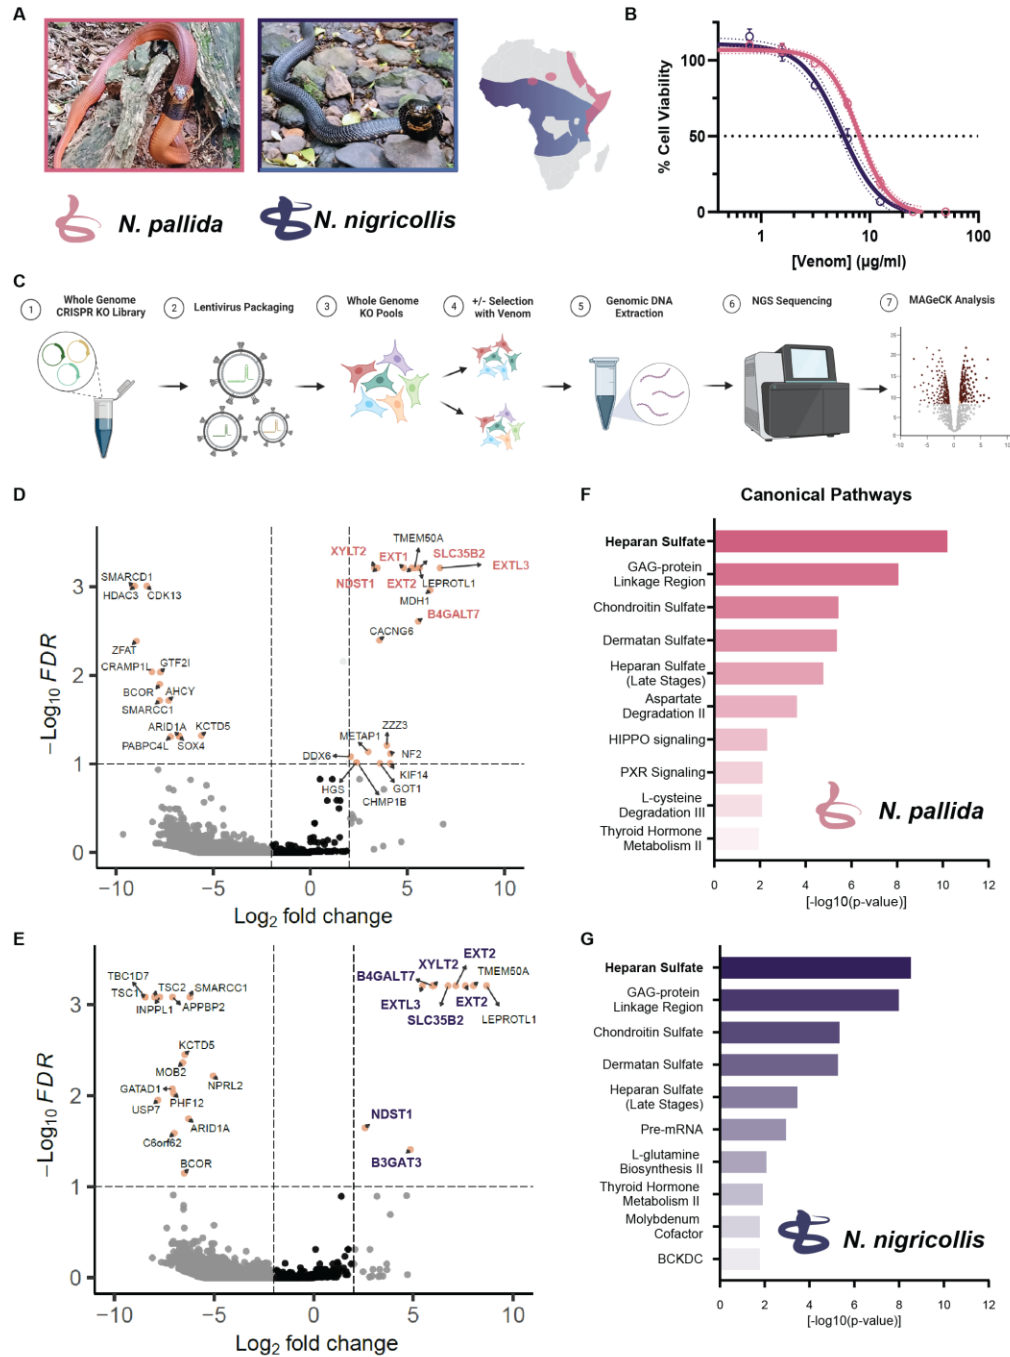 A
N. pallida
N. nigricollis
B
% Cell Viability
100
50
0
1
10
100
[Venom] (µg/ml)
C
1
Whole Genome
CRISPR KO Library
2
Lentivirus Packaging
3
Whole Genome
KO Pools
4
+/- Selection
with Venom
5
Genomic DNA
Extraction
6
NGS Sequencing
7
MAGeCK Analysis
D
−Log10 FDR
3
2
1
0
−10
−5
0
5
10
Log2 fold change
SMARCD1
HDAC3
CDK13
ZFAT
CRAMP1L
GTF2I
BCOR
AHCY
SMARCC1
ARID1A
KCTD5
PABPC4L
SOX4
TMEM50A
XYLT2
EXT1
SLC35B2
EXTL3
NDST1
EXT2
LEPROTL1
MDH1
B4GALT7
CACNG6
ZZZ3
METAP1
DDX6
NF2
KIF14
HGS
GOT1
CHMP1B
F
Canonical Pathways
Heparan Sulfate
GAG-protein
Linkage Region
Chondroitin Sulfate
Dermatan Sulfate
Heparan Sulfate
(Late Stages)
Aspartate
Degradation II
HIPPO signaling
PXR Signaling
L-cysteine
Degradation III
Thyroid Hormone
Metabolism II
N. pallida
0
2
4
6
8
10
12
[-log10(p-value)]
E
−Log10 FDR
3
2
1
0
−10
−5
0
5
10
Log2 fold change
TBC1D7
TSC1
TSC2
SMARCC1
INPPL1
APPBP2
KCTD5
MOB2
GATAD1
NPRL2
USP7
PHF12
ARID1A
C6orf62
BCOR
EXT2
XYLT2
B4GALT7
TMEM50A
EXTL3
EXT2
SLC35B2
LEPROTL1
NDST1
B3GAT3
G
Heparan Sulfate
GAG-protein
Linkage Region
Chondroitin Sulfate
Dermatan Sulfate
Heparan Sulfate
(Late Stages)
Pre-mRNA
L-glutamine
Biosynthesis II
Thyroid Hormone
Metabolism II
Molybdenum
Cofactor
BCKDC
N. nigricollis
0
2
4
6
8
10
12
[-log10(p-value)]